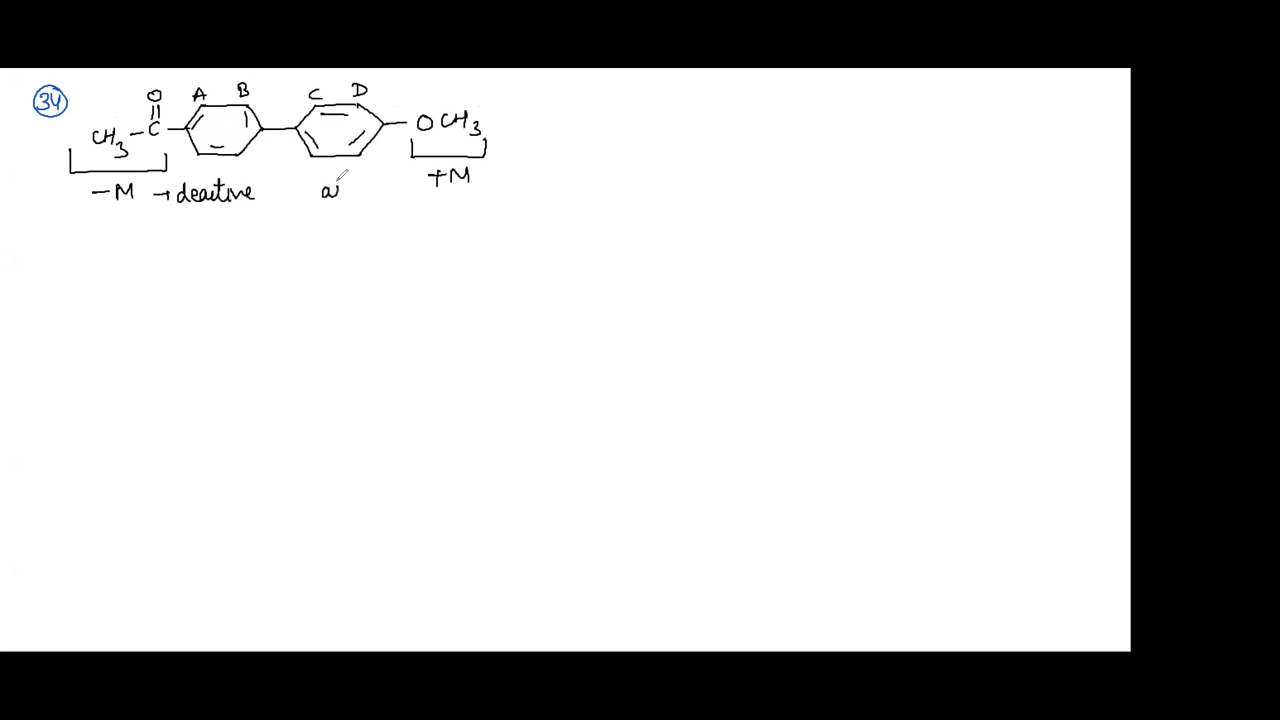 34
A B C D
O
CH3 - C - OCH3
- M → deactive
+ M